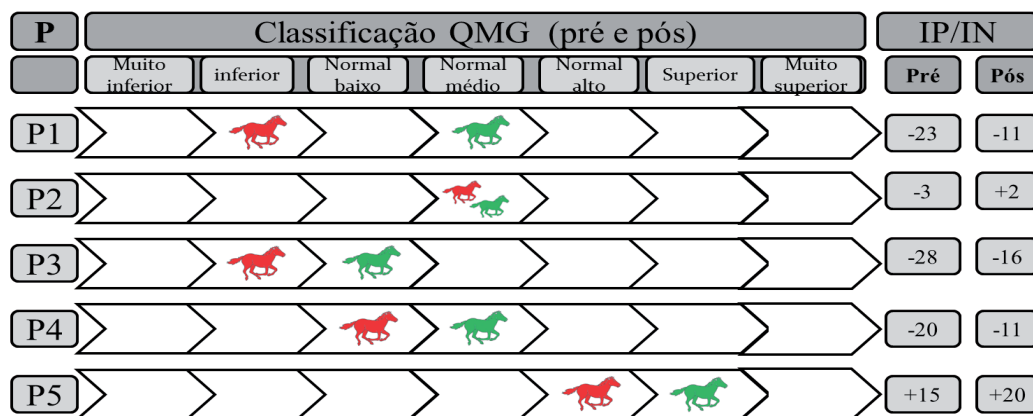 P Classificação QMG (pré e pós) IP/IN
Muito inferior inferior Normal baixo Normal médio Normal alto Superior Muito superior Pré Pós
P1 -23 -11
P2 -3 +2
P3 -28 -16
P4 -20 -11
P5 +15 +20